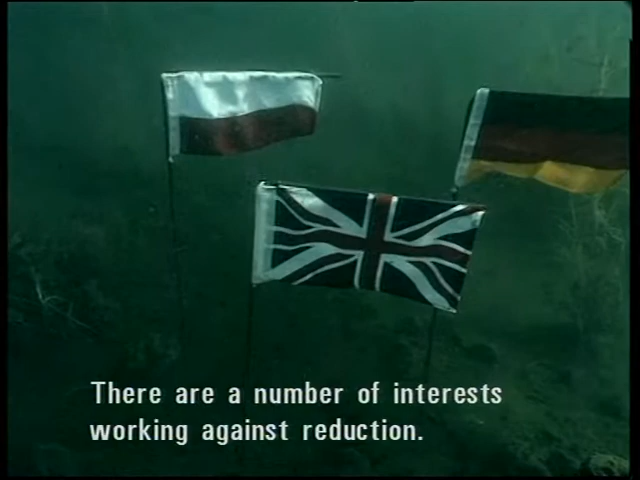 There are a number of interests
working against reduction.